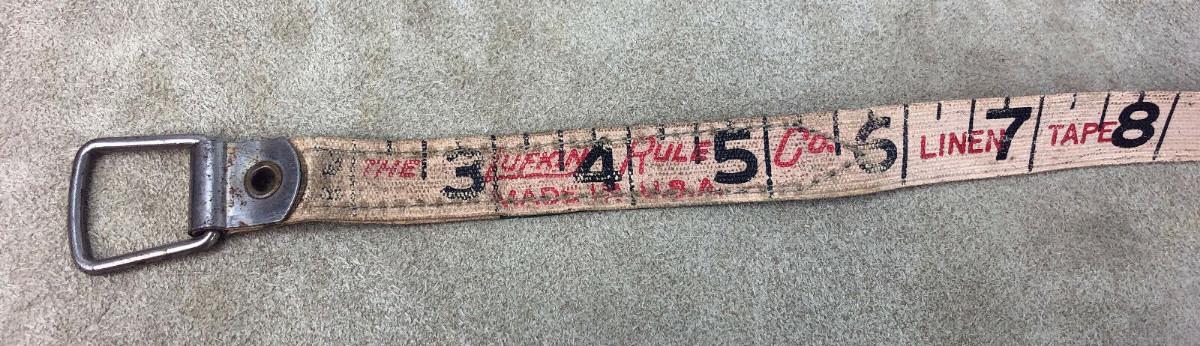 THE 3 LUFKIN 4 RULE 5 Co. 6 LINEN 7 TAPE 8
MADE IN U.S.A.